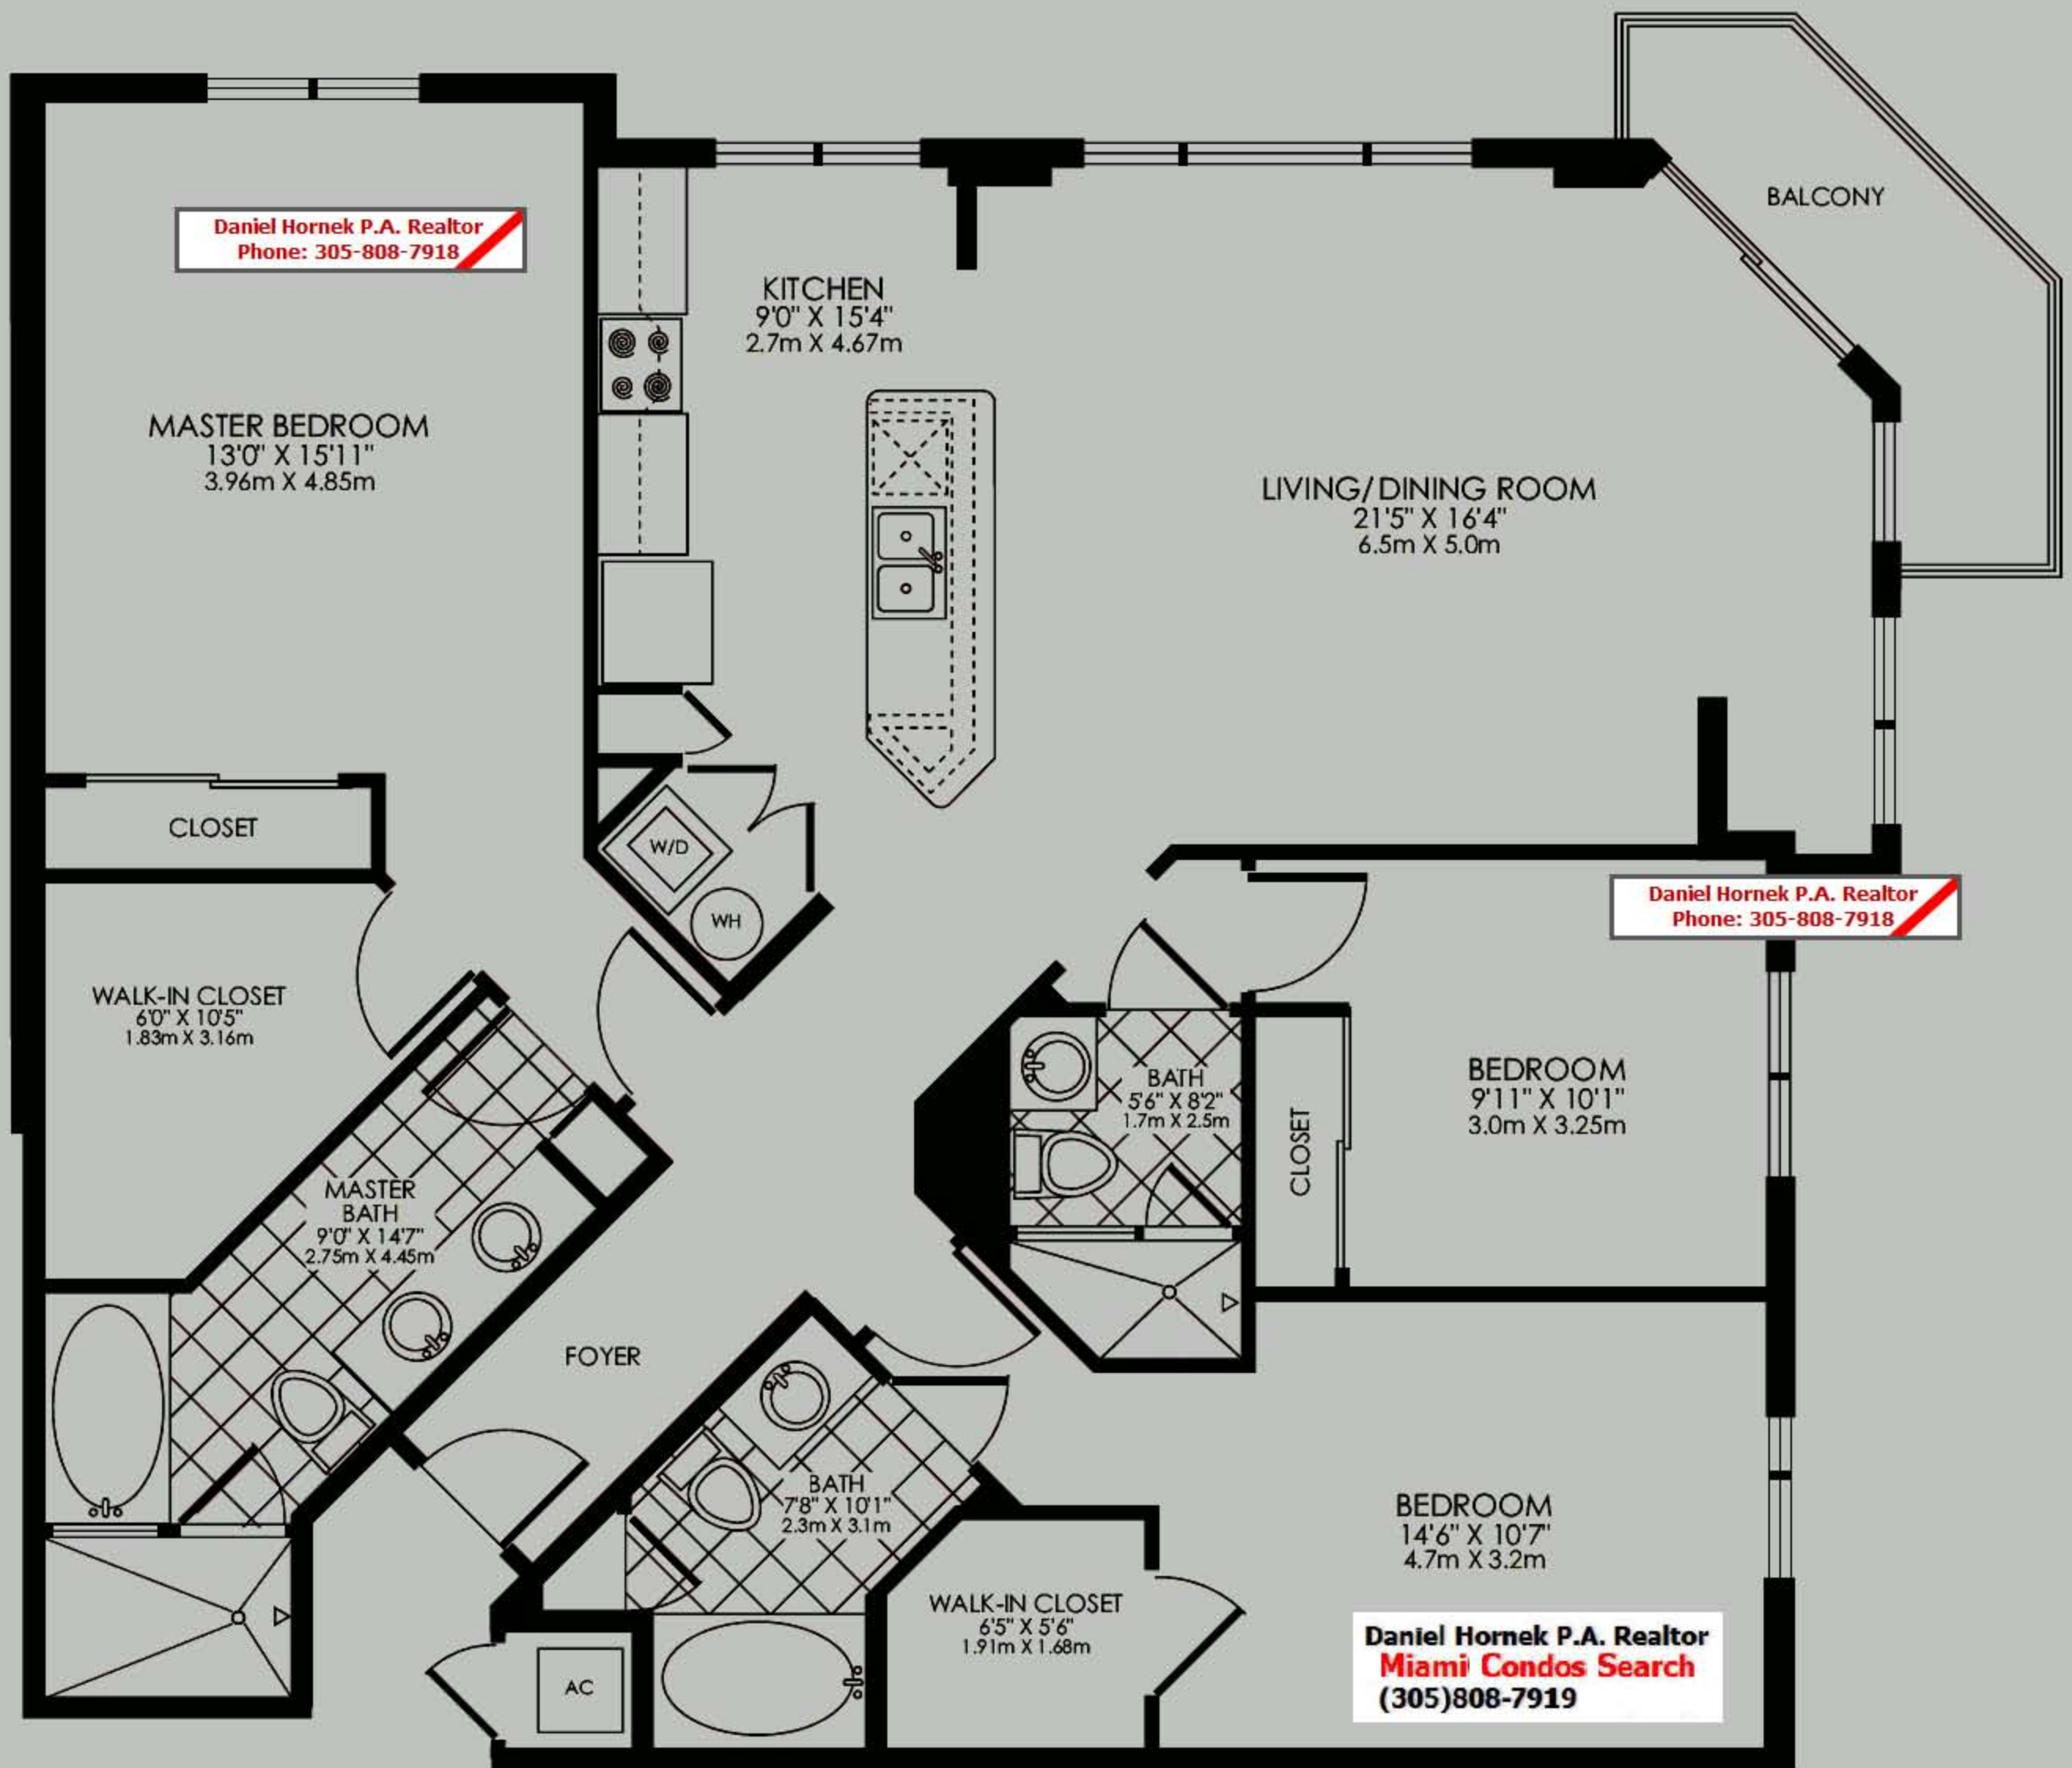 BALCONY
Daniel Hornek P.A. Realtor
Phone: 305-808-7918
KITCHEN
9'0" X 15'4"
2.7m X 4.67m
MASTER BEDROOM
13'0" X 15'11"
3.96m X 4.85m
LIVING/DINING ROOM
21'5" X 16'4"
6.5m X 5.0m
CLOSET
W/D
WH
Daniel Hornek P.A. Realtor
Phone: 305-808-7918
WALK-IN CLOSET
6'0" X 10'5"
1.83m X 3.16m
BATH
5'6" X 8'2"
1.7m X 2.5m
CLOSET
BEDROOM
9'11" X 10'1"
3.0m X 3.25m
MASTER
BATH
9'0" X 14'7"
2.75m X 4.45m
FOYER
BATH
7'8" X 10'1"
2.3m X 3.1m
BEDROOM
14'6" X 10'7"
4.7m X 3.2m
WALK-IN CLOSET
6'5" X 5'6"
1.91m X 1.68m
AC
Daniel Hornek P.A. Realtor
Miami Condos Search
(305)808-7919